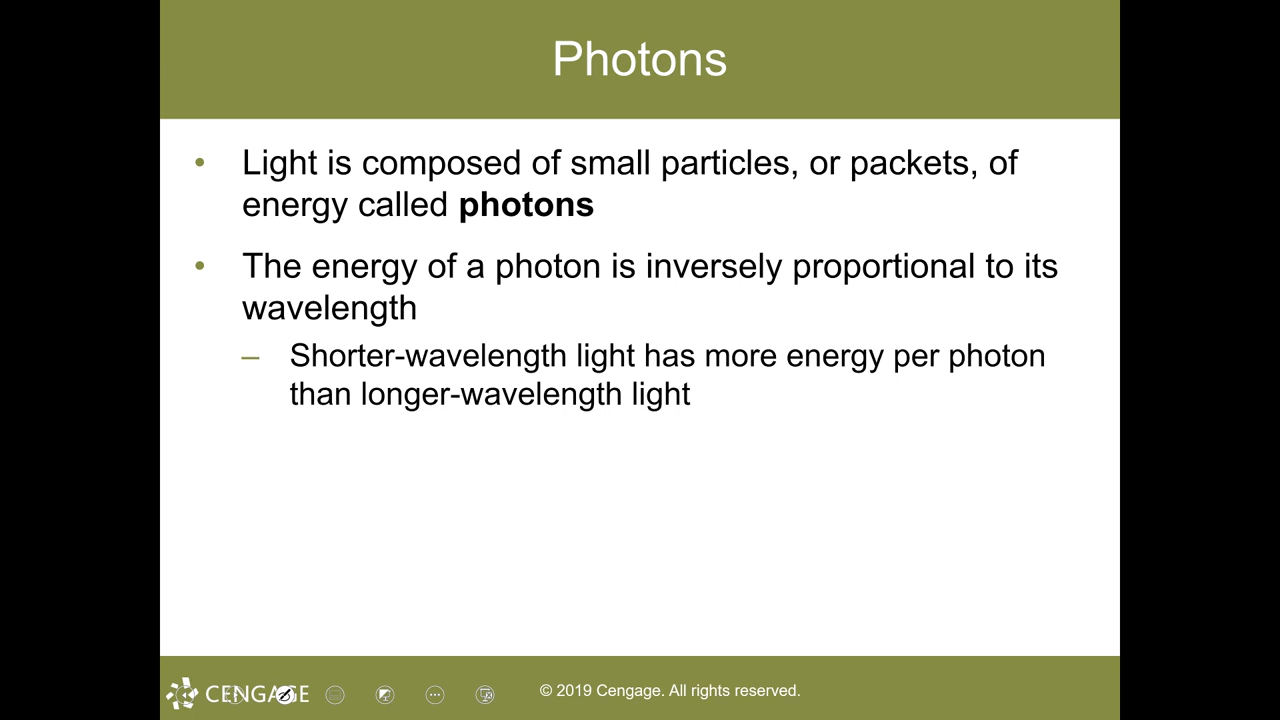 Photons
• Light is composed of small particles, or packets, of
energy called photons
• The energy of a photon is inversely proportional to its
wavelength
– Shorter-wavelength light has more energy per photon
than longer-wavelength light
CENGAGE
© 2019 Cengage. All rights reserved.